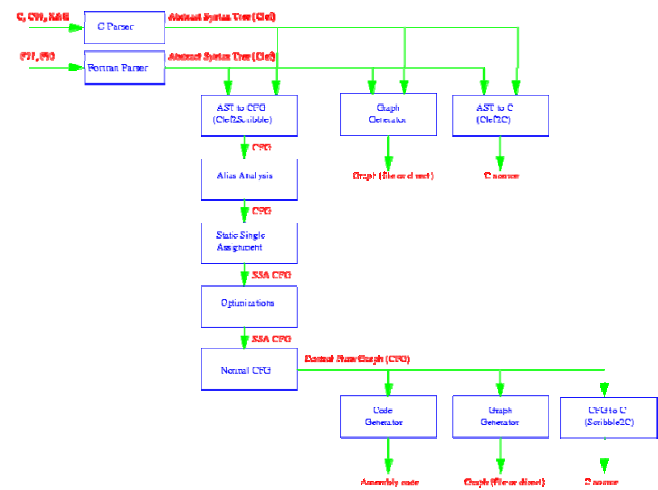 C, C99, K&R
C Parser
Abstract Syntax Tree (Clef)
F77, F90
Fortran Parser
Abstract Syntax Tree (Clef)
AST to CFG
(Clef2Scribble)
Graph
Generator
AST to C
(Clef2C)
CFG
Graph (file or direct)
C source
Alias Analysis
CFG
Static Single
Assignment
SSA CFG
Optimizations
SSA CFG
Normal CFG
Control Flow Graph (CFG)
Code
Generator
Graph
Generator
CFG to C
(Scribble2C)
Assembly code
Graph (file or direct)
C source